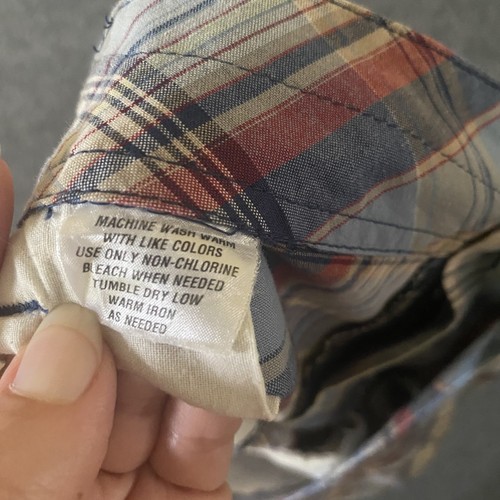 MACHINE WASH WARM
WITH LIKE COLORS
USE ONLY NON-CHLORINE
BLEACH WHEN NEEDED
TUMBLE DRY LOW
WARM IRON
AS NEEDED